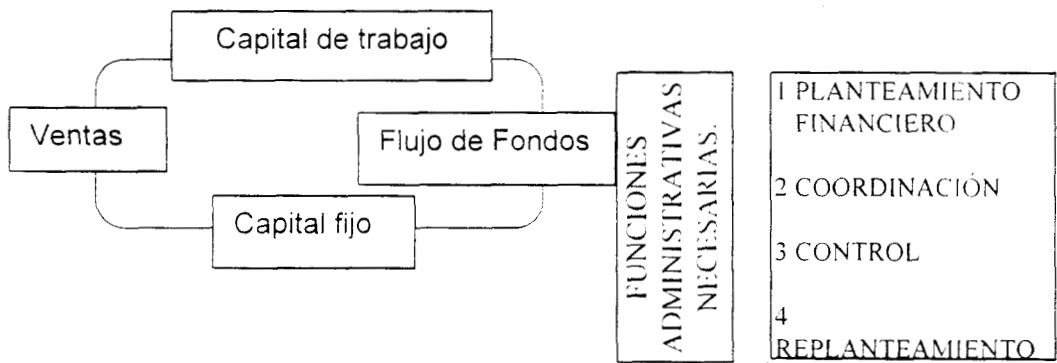 Capital de trabajo
Ventas
Flujo de Fondos
Capital fijo
FUNCIONES
ADMINISTRATIVAS
NECESARIAS.
1 PLANTEAMIENTO
FINANCIERO
2 COORDINACIÓN
3 CONTROL
4
REPLANTEAMIENTO